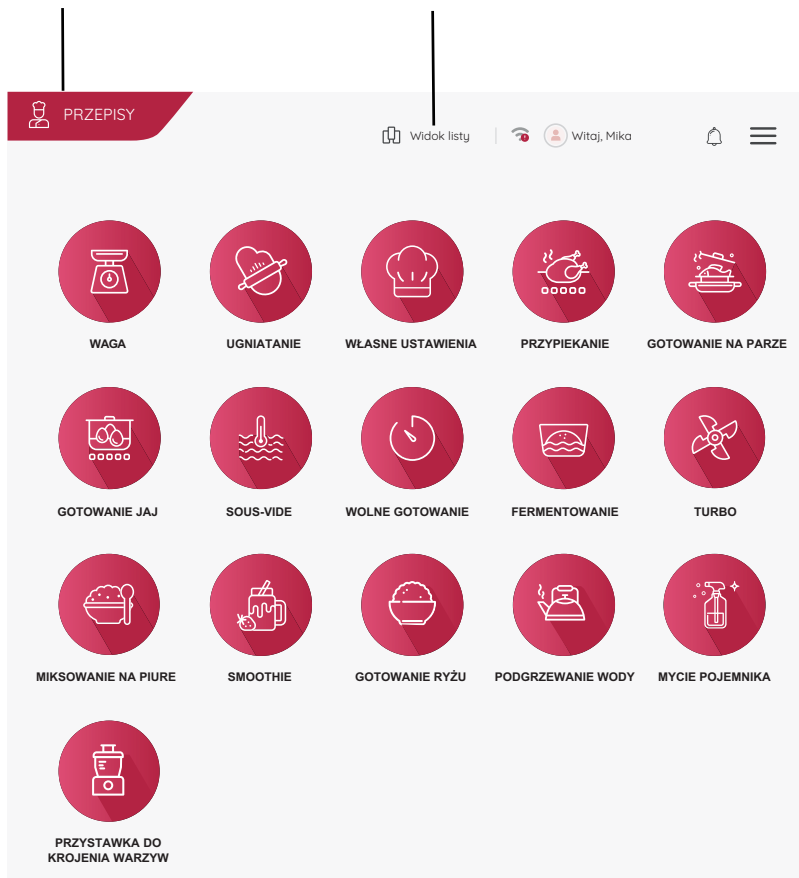 PRZEPISY
Widok listy
Witaj, Mika
WAGA
UGNIATANIE
WŁASNE USTAWIENIA
PRZYPIEKANIE
GOTOWANIE NA PARZE
GOTOWANIE JAJ
SOUS-VIDE
WOLNE GOTOWANIE
FERMENTOWANIE
TURBO
MIKSOWANIE NA PIURE
SMOOTHIE
GOTOWANIE RYŻU
PODGRZEWANIE WODY
MYCIE POJEMNIKA
PRZYSTAWKA DO
KROJENIA WARZYW